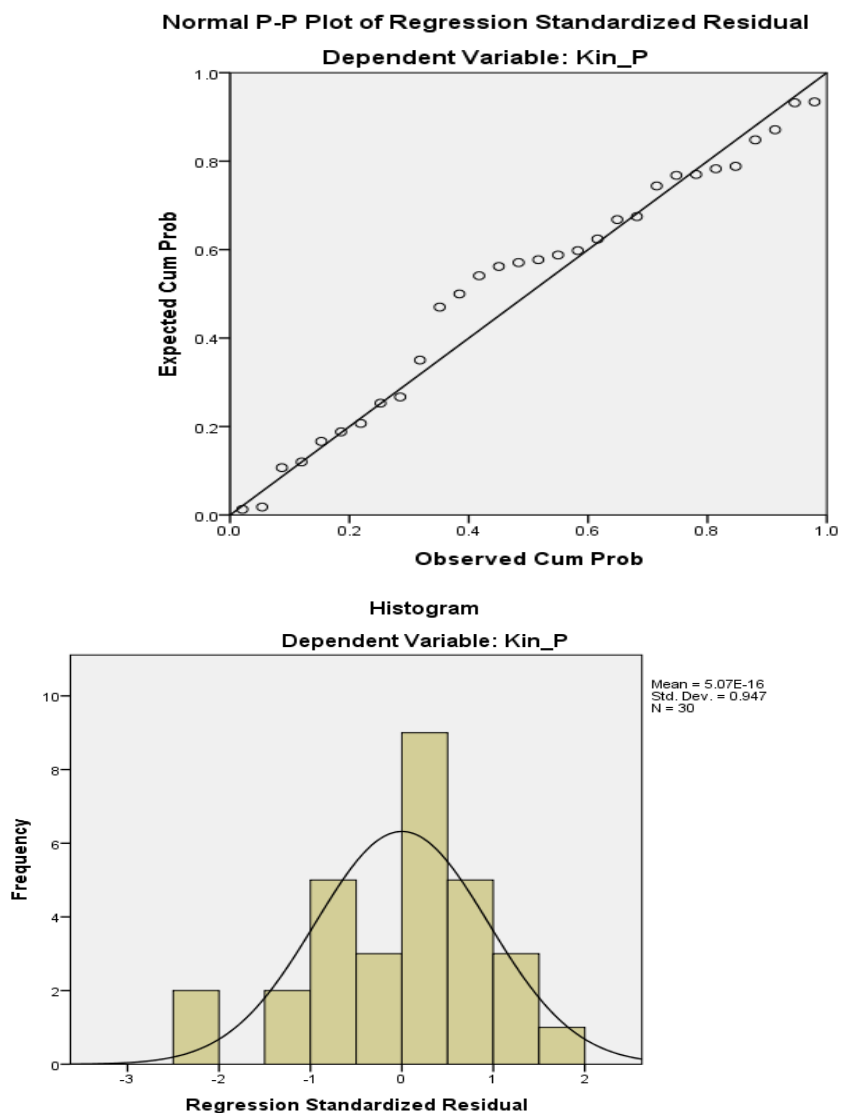 Normal P-P Plot of Regression Standardized Residual
Dependent Variable: Kin_P
1.0
0.8
0.6
0.4
0.2
0.0
Expected Cum Prob
0.0 0.2 0.4 0.6 0.8 1.0
Observed Cum Prob
Histogram
Dependent Variable: Kin_P
Mean = 5.07E-16
Std. Dev. = 0.947
N = 30
10
8
6
4
2
0
Frequency
-3 -2 -1 0 1 2
Regression Standardized Residual